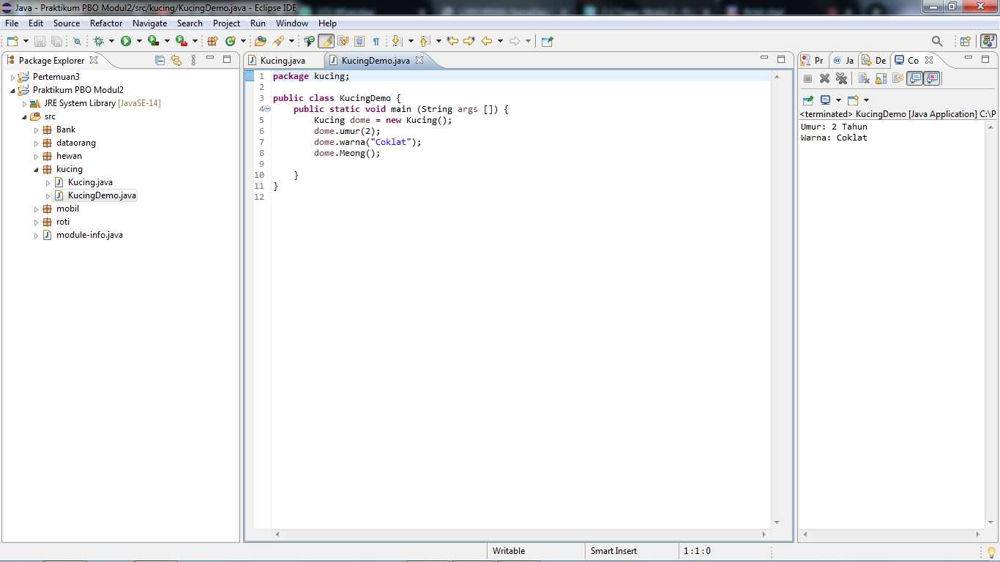 Java - Praktikum PBO Modul2/src/kucing/KucingDemo.java - Eclipse IDE
File Edit Source Refactor Navigate Search Project Run Window Help
Package Explorer
Pertemuan3
Praktikum PBO Modul2
JRE System Library [JavaSE-14]
src
Bank
dataorang
hewan
kucing
Kucing.java
KucingDemo.java
mobil
roti
module-info.java
Kucing.java KucingDemo.java
1 package kucing;
2
3 public class KucingDemo {
4 public static void main (String args []) {
5 Kucing dome = new Kucing();
6 dome.umur(2);
7 dome.warna("Coklat");
8 dome.Meong();
9
10 }
11 }
12
Pr @ Ja De Co
<terminated> KucingDemo [Java Application] C:\P
Umur: 2 Tahun
Warna: Coklat
Writable Smart Insert 1 : 1 : 0